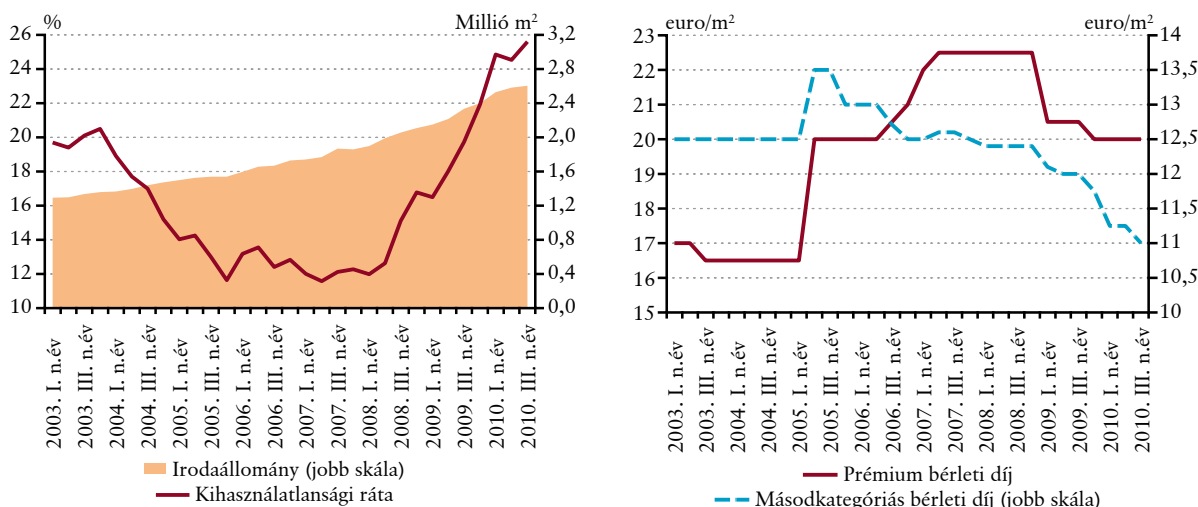 %
Millió m²
26
24
22
20
18
16
14
12
10
3,2
2,8
2,4
2,0
1,6
1,2
0,8
0,4
0,0
2003. I. n.év
2003. III. n.év
2004. I. n.év
2004. III. n.év
2005. I. n.év
2005. III. n.év
2006. I. n.év
2006. III. n.év
2007. I. n.év
2007. III. n.év
2008. I. n.év
2008. III. n.év
2009. I. n.év
2009. III. n.év
2010. I. n.év
2010. III. n.év
Irodaállomány (jobb skála)
Kihasználatlansági ráta
euro/m²
euro/m²
23
22
21
20
19
18
17
16
15
14
13,5
13
12,5
12
11,5
11
10,5
10
2003. I. n.év
2003. III. n.év
2004. I. n.év
2004. III. n.év
2005. I. n.év
2005. III. n.év
2006. I. n.év
2006. III. n.év
2007. I. n.év
2007. III. n.év
2008. I. n.év
2008. III. n.év
2009. I. n.év
2009. III. n.év
2010. I. n.év
2010. III. n.év
Prémium bérleti díj
Másodkategóriás bérleti díj (jobb skála)